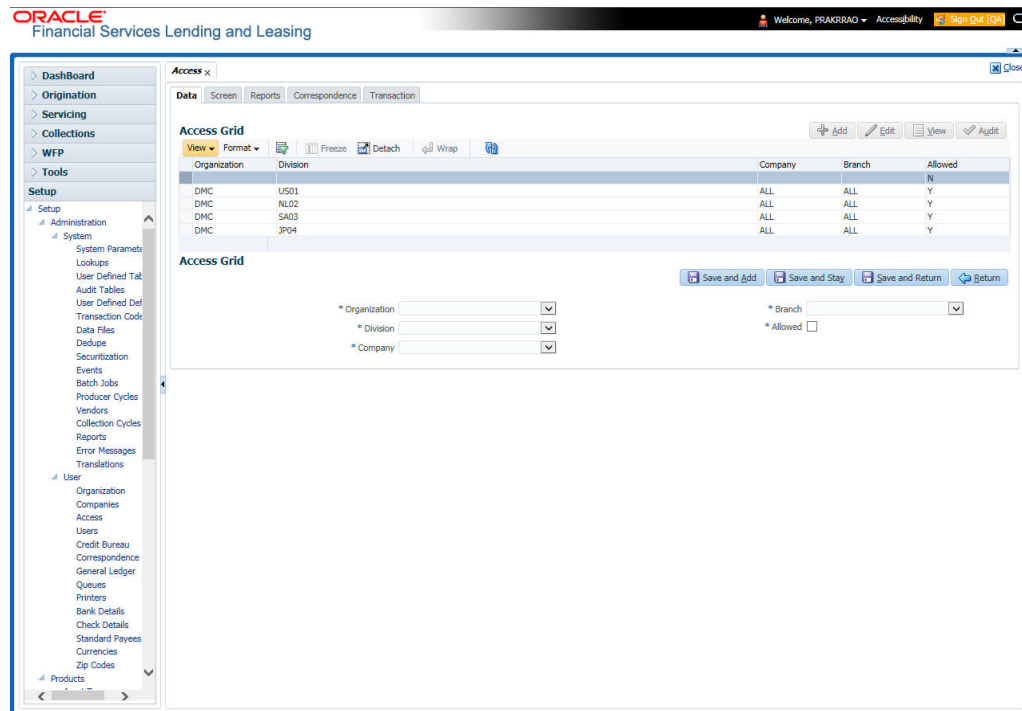 ORACLE
Financial Services Lending and Leasing
Welcome, PRAKRRAO Accessibility Sign Out [QA]
Close
DashBoard
Origination
Servicing
Collections
WFP
Tools
Setup
Setup
Administration
System
System Paramete
Lookups
User Defined Tab
Audit Tables
User Defined Def
Transaction Code
Data Files
Dedupe
Securitization
Events
Batch Jobs
Producer Cycles
Vendors
Collection Cycles
Reports
Error Messages
Translations
User
Organization
Companies
Access
Users
Credit Bureau
Correspondence
General Ledger
Queues
Printers
Bank Details
Check Details
Standard Payees
Currencies
Zip Codes
Products
Access
Data Screen Reports Correspondence Transaction
Access Grid
Add Edit View Audit
View Format Freeze Detach Wrap
Organization Division Company Branch Allowed
N
DMC US01 ALL ALL Y
DMC NL02 ALL ALL Y
DMC SA03 ALL ALL Y
DMC JP04 ALL ALL Y
Access Grid
Save and Add Save and Stay Save and Return Return
* Organization
* Division
* Company
* Branch
* Allowed